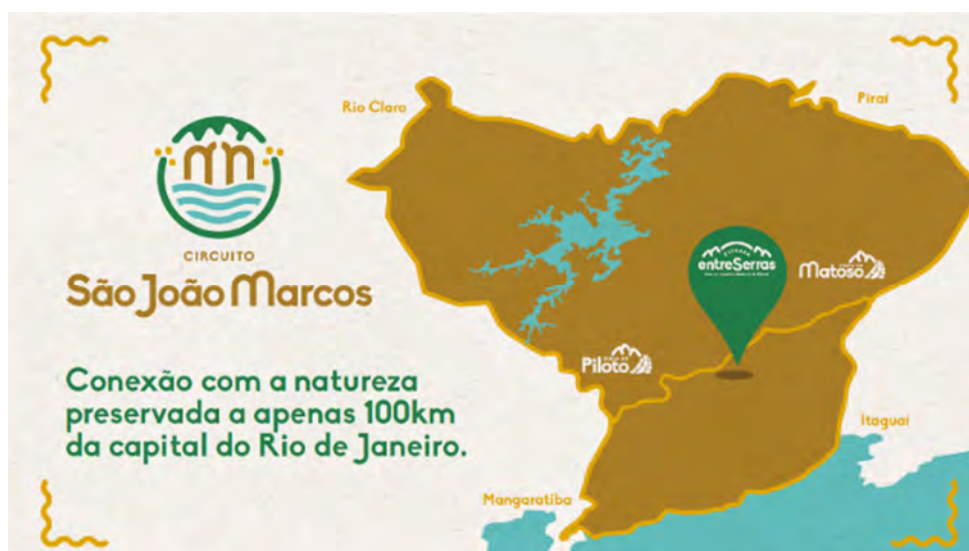 Rio Claro
Piraí
CIRCUITO
São João Marcos
entreSerras
Matoso
Piloto
Conexão com a natureza
preservada a apenas 100km
da capital do Rio de Janeiro.
Itaguaí
Mangaratiba